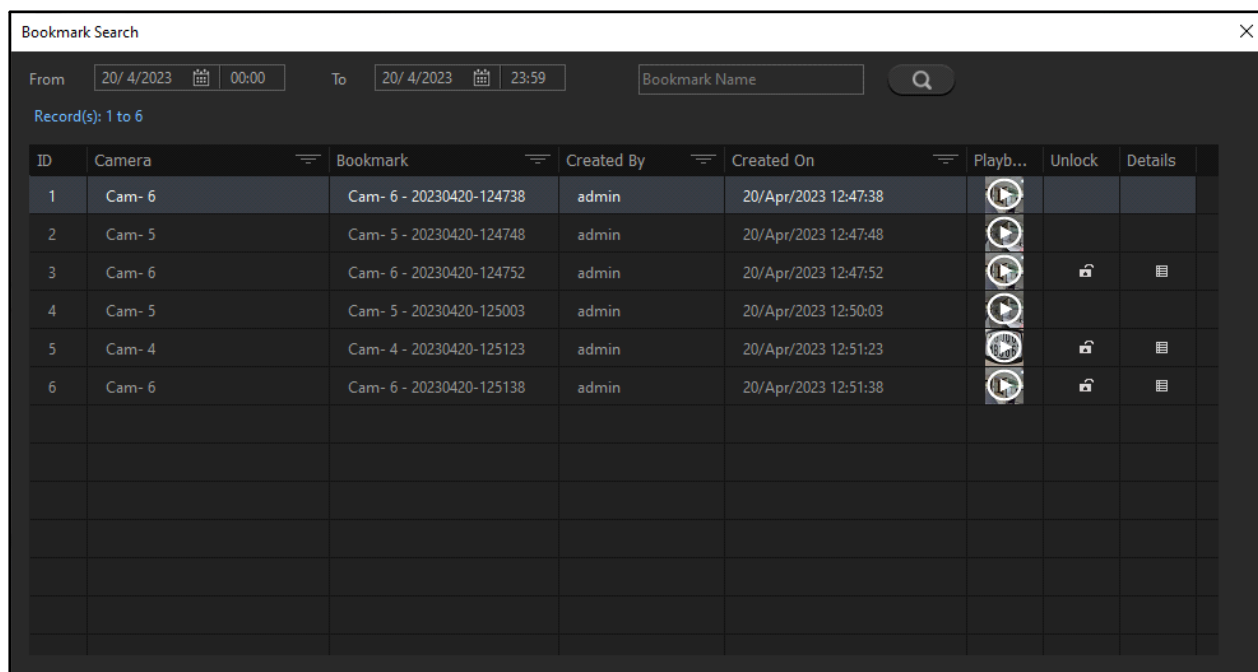 Bookmark Search
From 20/ 4/2023 00:00 To 20/ 4/2023 23:59 Bookmark Name
Record(s): 1 to 6
ID Camera Bookmark Created By Created On Playb... Unlock Details
1 Cam- 6 Cam- 6 - 20230420-124738 admin 20/Apr/2023 12:47:38
2 Cam- 5 Cam- 5 - 20230420-124748 admin 20/Apr/2023 12:47:48
3 Cam- 6 Cam- 6 - 20230420-124752 admin 20/Apr/2023 12:47:52
4 Cam- 5 Cam- 5 - 20230420-125003 admin 20/Apr/2023 12:50:03
5 Cam- 4 Cam- 4 - 20230420-125123 admin 20/Apr/2023 12:51:23
6 Cam- 6 Cam- 6 - 20230420-125138 admin 20/Apr/2023 12:51:38